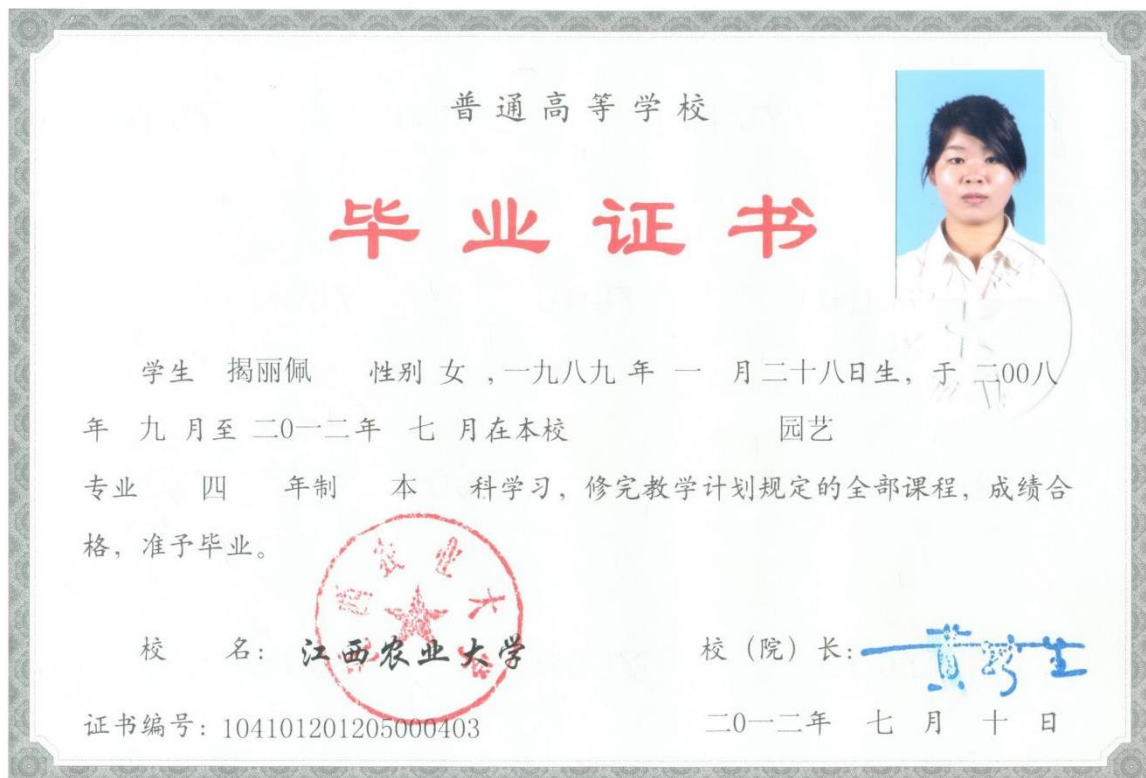 普通高等学校
毕业证书
学生 揭丽佩 性别 女 ,一九八九 年 一 月二十八日生, 于 二00八
年 九 月至 二0一二年 七 月在本校 园艺
专业 四 年制 本 科学习, 修完教学计划规定的全部课程, 成绩合
格, 准予毕业。
校 名: 江西农业大学
校(院)长: 黄路生
证书编号: 104101201205000403
二0一二年 七 月 十 日